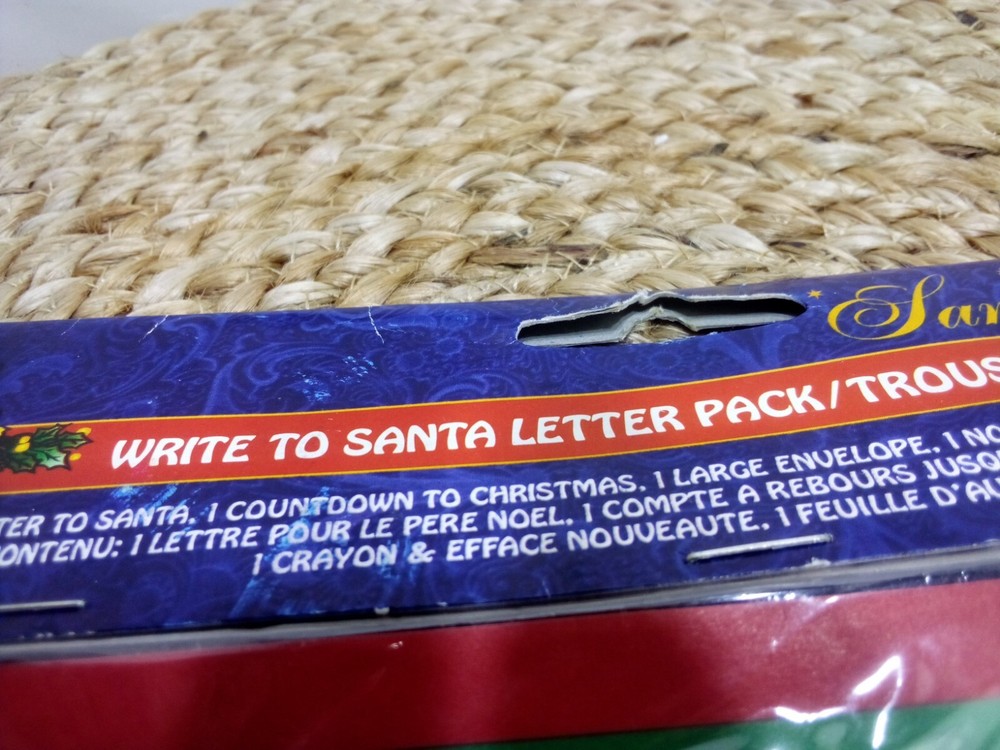 San
WRITE TO SANTA LETTER PACK/TROUS
TER TO SANTA, 1 COUNTDOWN TO CHRISTMAS, 1 LARGE ENVELOPE, 1 NO
ONTENU: 1 LETTRE POUR LE PERE NOEL, 1 COMPTE A REBOURS JUSQU
1 CRAYON & EFFACE NOUVEAUTE, 1 FEUILLE D'AU